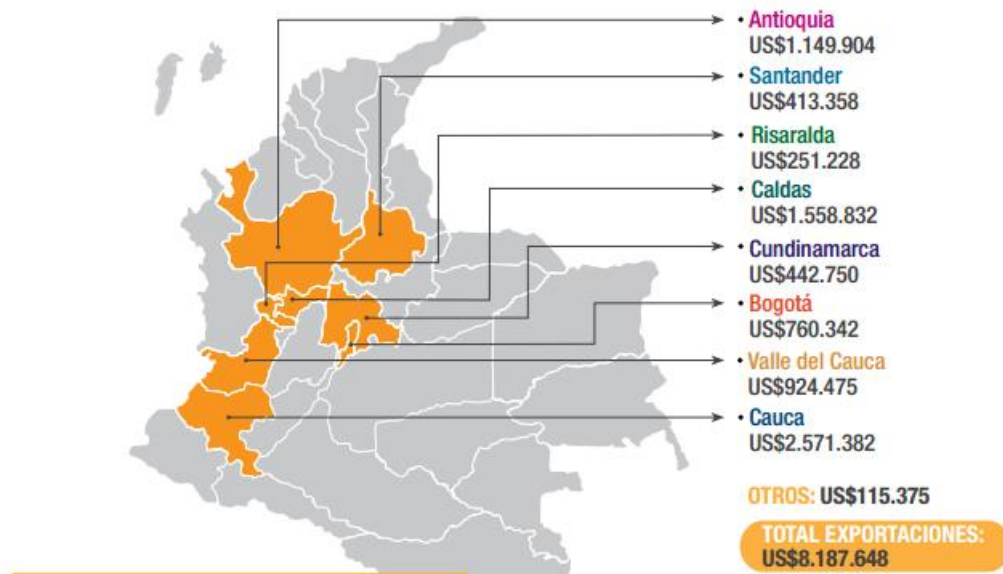 Antioquia
US$1.149.904
Santander
US$413.358
Risaralda
US$251.228
Caldas
US$1.558.832
Cundinamarca
US$442.750
Bogotá
US$760.342
Valle del Cauca
US$924.475
Cauca
US$2.571.382
OTROS: US$115.375
TOTAL EXPORTACIONES:
US$8.187.648